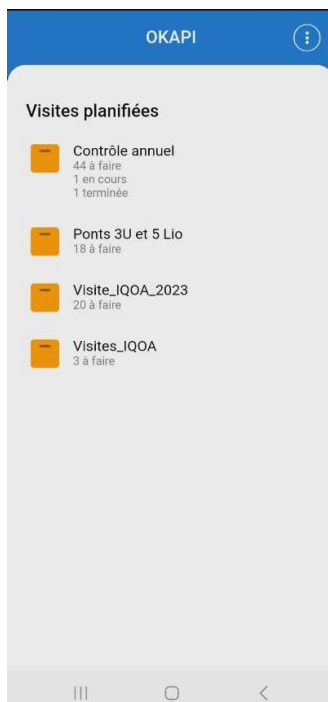 OKAPI
Visites planifiées
Contrôle annuel
44 à faire
1 en cours
1 terminée
Ponts 3U et 5 Lio
18 à faire
Visite_IQOA_2023
20 à faire
Visites_IQOA
3 à faire